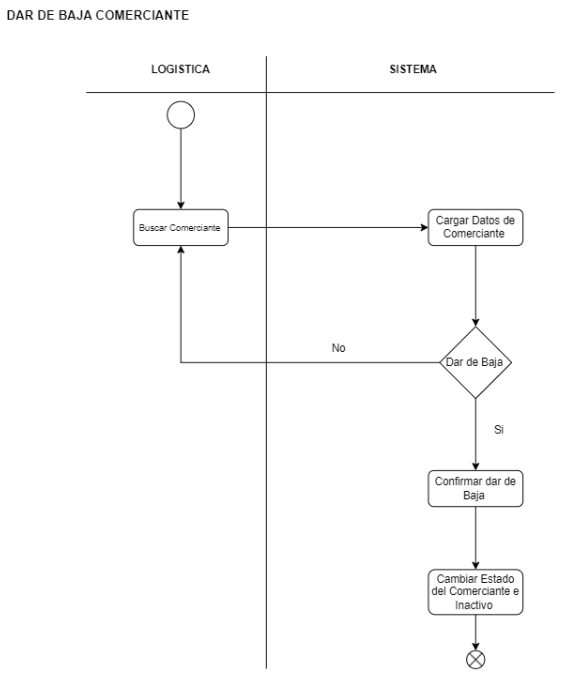 DAR DE BAJA COMERCIANTE
LOGISTICA
SISTEMA
Buscar Comerciante
Cargar Datos de
Comerciante
No
Dar de Baja
Si
Confirmar dar de
Baja
Cambiar Estado
del Comerciante e
Inactivo